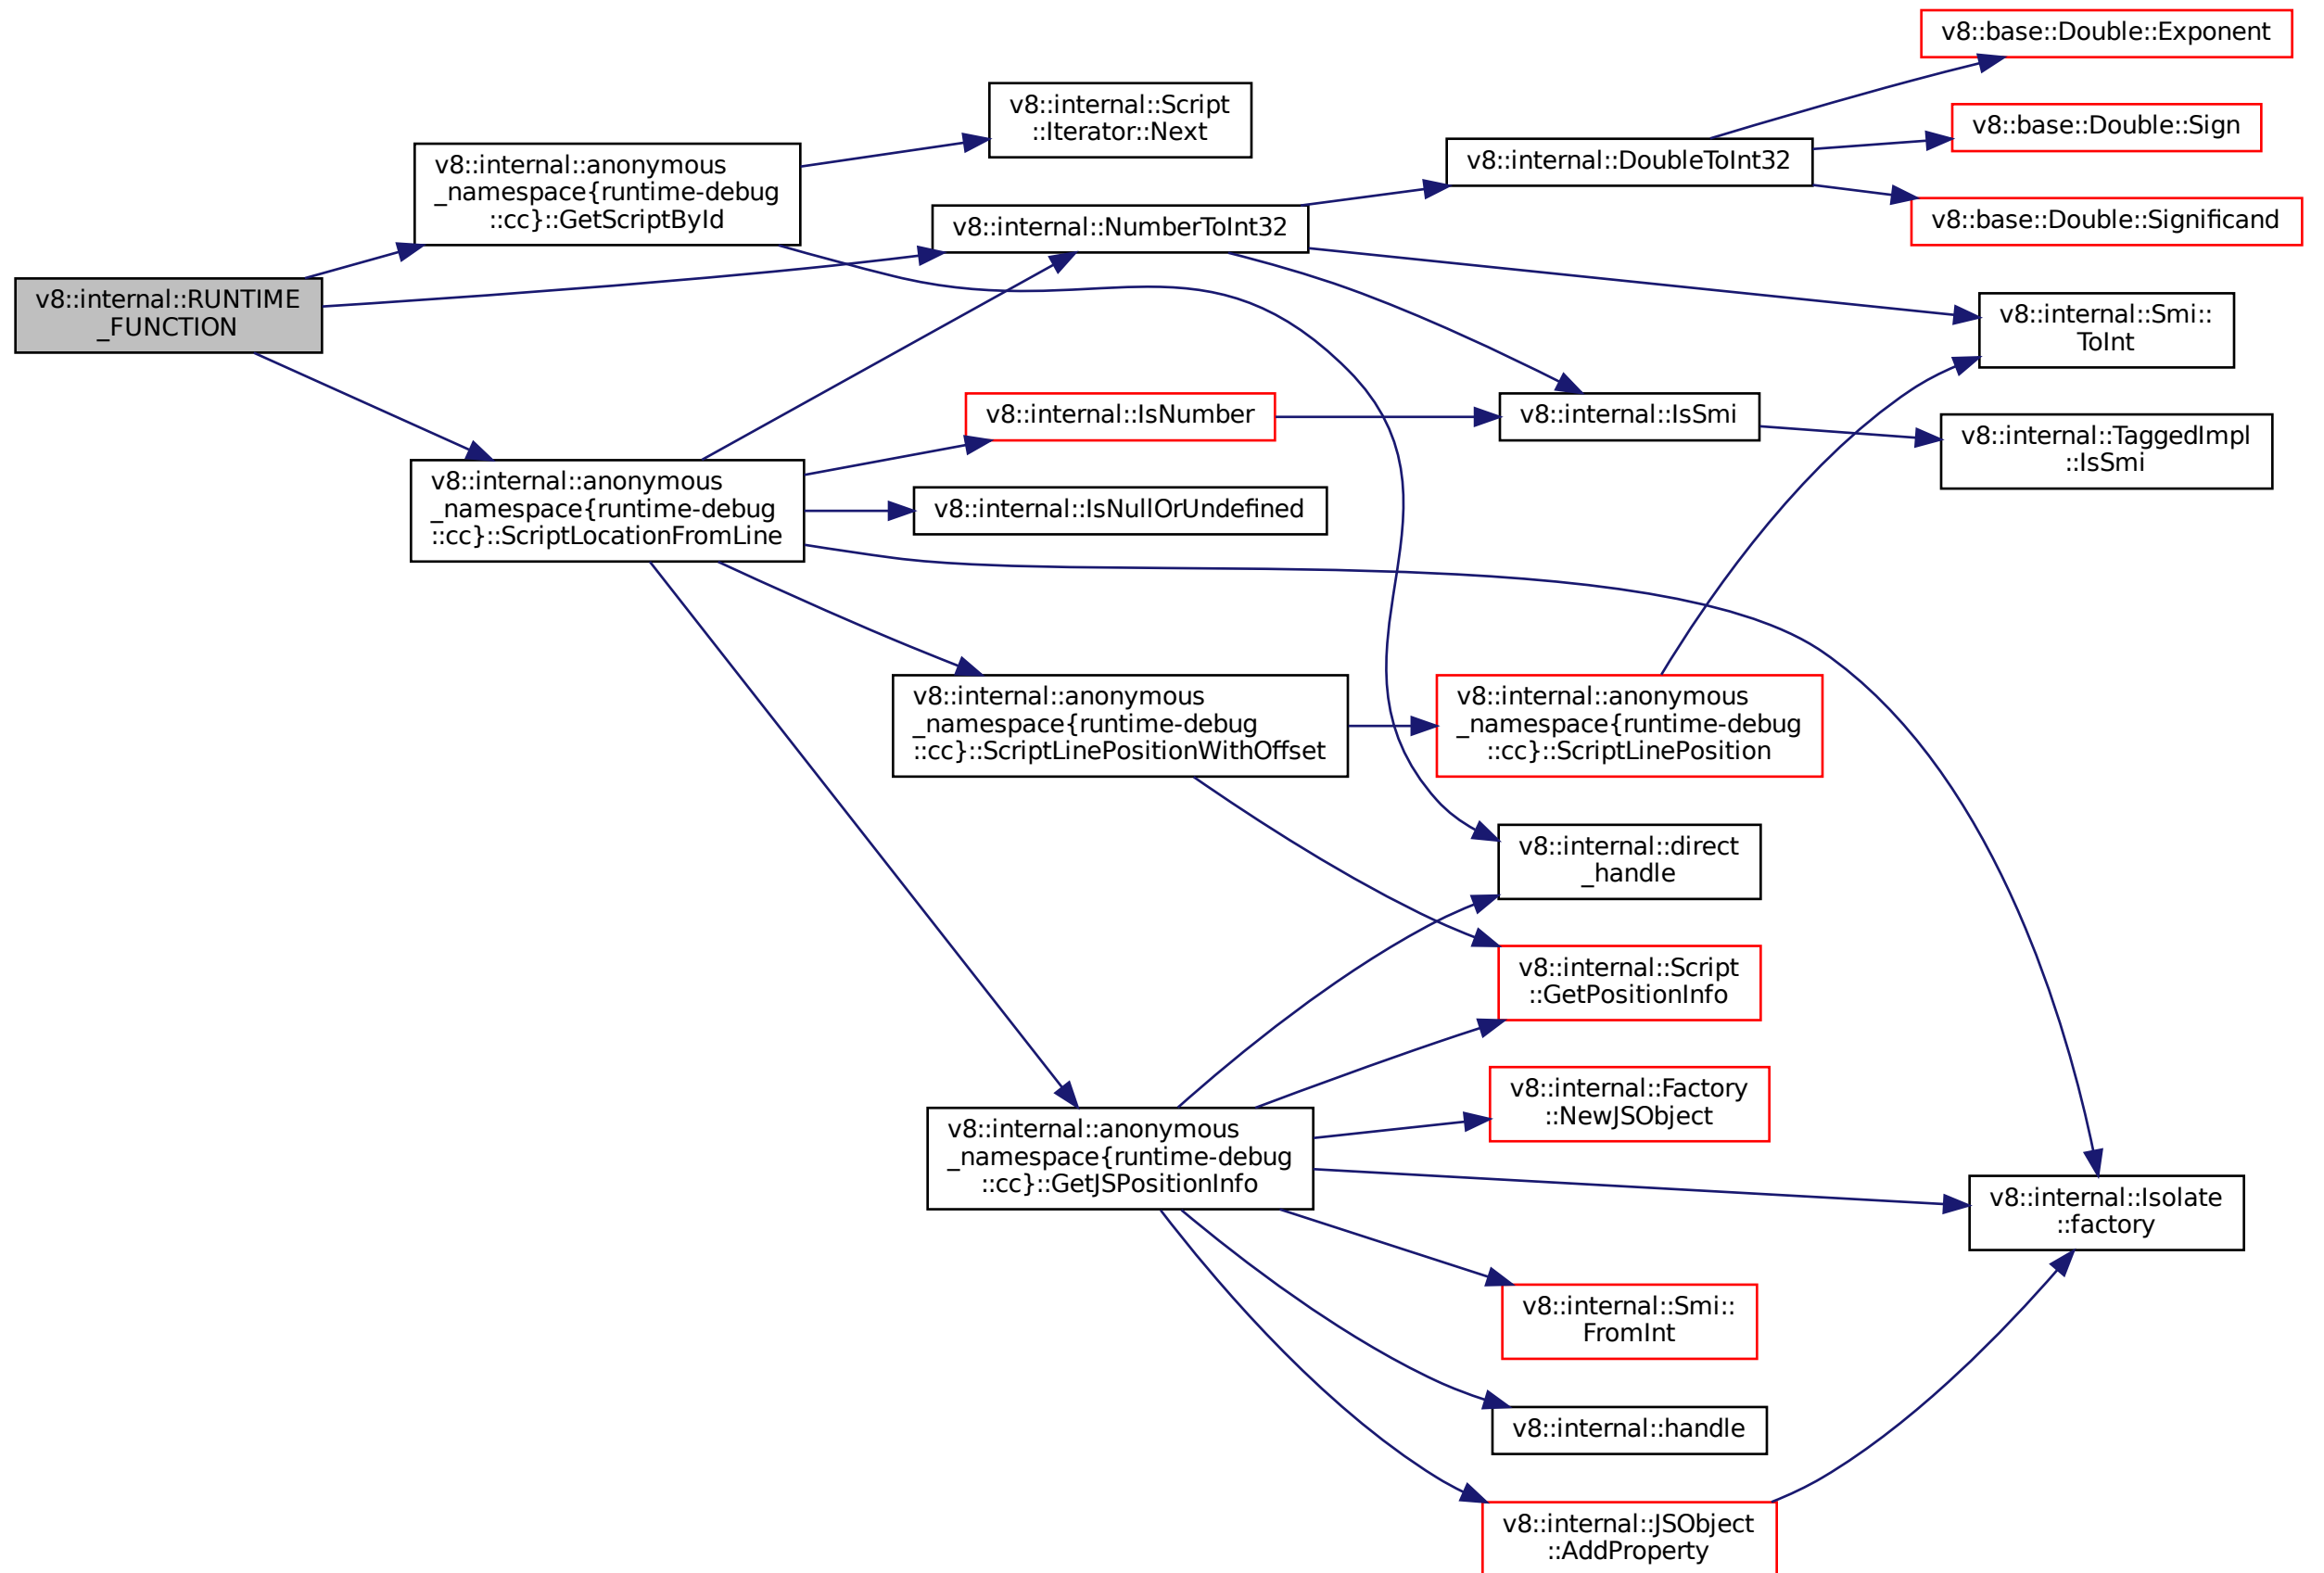 v8::base::Double::Exponent
v8::internal::Script
::Iterator::Next
v8::base::Double::Sign
v8::internal::anonymous
_namespace{runtime-debug
::cc}::GetScriptById
v8::internal::DoubleToInt32
v8::internal::NumberToInt32
v8::base::Double::Significand
v8::internal::RUNTIME
_FUNCTION
v8::internal::Smi::
ToInt
v8::internal::IsNumber
v8::internal::IsSmi
v8::internal::TaggedImpl
::IsSmi
v8::internal::anonymous
_namespace{runtime-debug
::cc}::ScriptLocationFromLine
v8::internal::IsNullOrUndefined
v8::internal::anonymous
_namespace{runtime-debug
::cc}::ScriptLinePositionWithOffset
v8::internal::anonymous
_namespace{runtime-debug
::cc}::ScriptLinePosition
v8::internal::direct
_handle
v8::internal::Script
::GetPositionInfo
v8::internal::Factory
::NewJSObject
v8::internal::anonymous
_namespace{runtime-debug
::cc}::GetJSPositionInfo
v8::internal::Isolate
::factory
v8::internal::Smi::
FromInt
v8::internal::handle
v8::internal::JSObject
::AddProperty